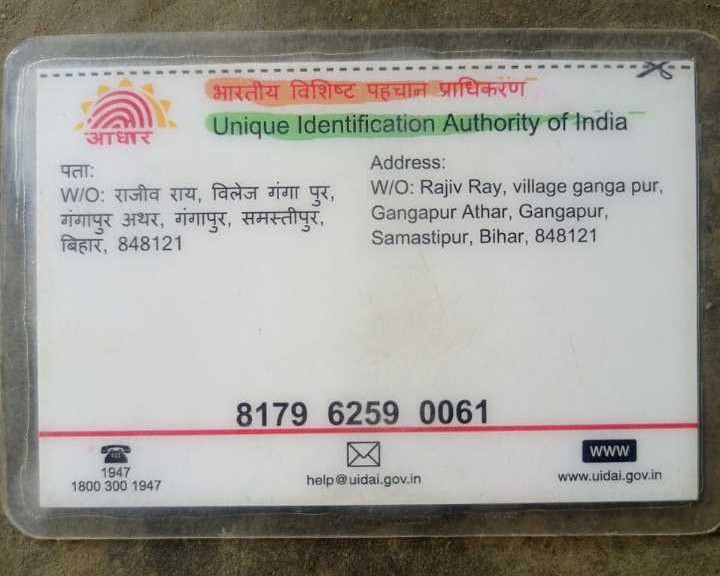 भारतीय विशिष्ट पहचान प्राधिकरण
Unique Identification Authority of India
आधार
पता:
W/O: राजीव राय, विलेज गंगा पुर,
गंगापुर अथर, गंगापुर, समस्तीपुर,
बिहार, 848121
Address:
W/O: Rajiv Ray, village ganga pur,
Gangapur Athar, Gangapur,
Samastipur, Bihar, 848121
8179 6259 0061
1947
1800 300 1947
help@uidai.gov.in
www
www.uidai.gov.in